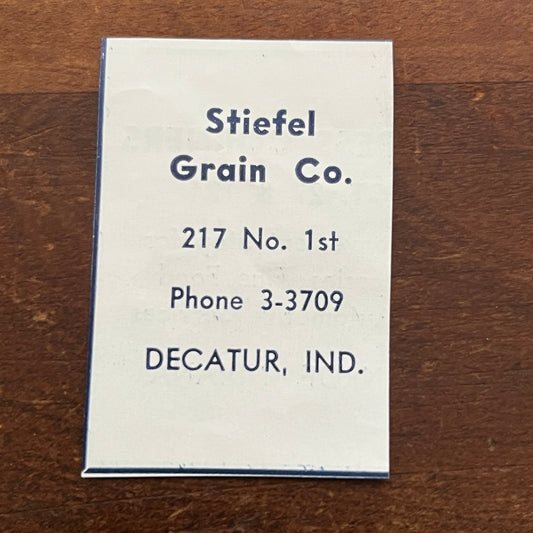 Stiefel
Grain Co.
217 No. 1st
Phone 3-3709
DECATUR, IND.